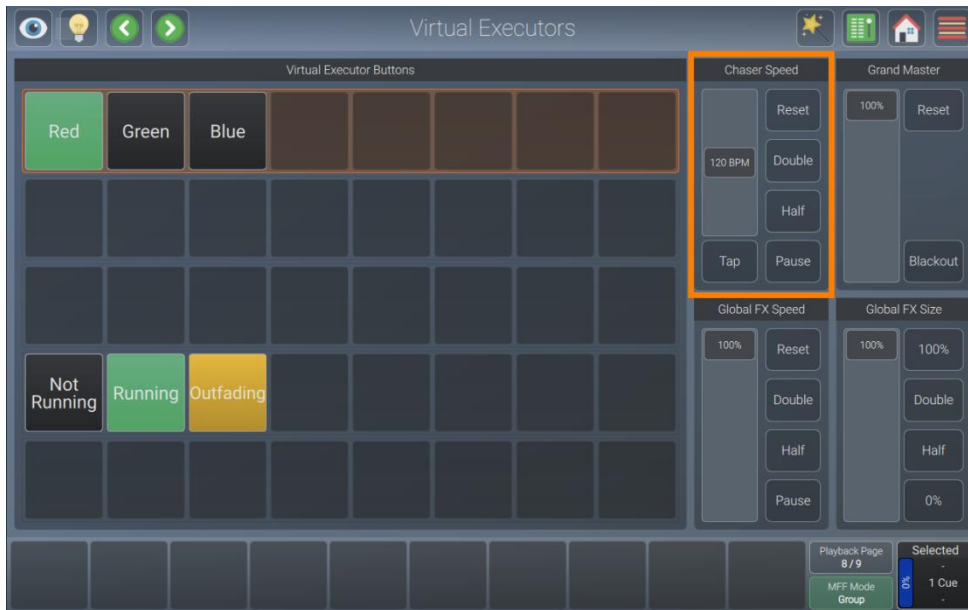 Virtual Executors
Virtual Executor Buttons
Red
Green
Blue
Not
Running
Running
Outfading
Chaser Speed
120 BPM
Reset
Double
Half
Tap
Pause
Grand Master
100%
Reset
Blackout
Global FX Speed
100%
Reset
Double
Half
Pause
Global FX Size
100%
100%
Double
Half
0%
Playback Page
8 / 9
MFF Mode
Group
Selected
-
0%
1 Cue
-